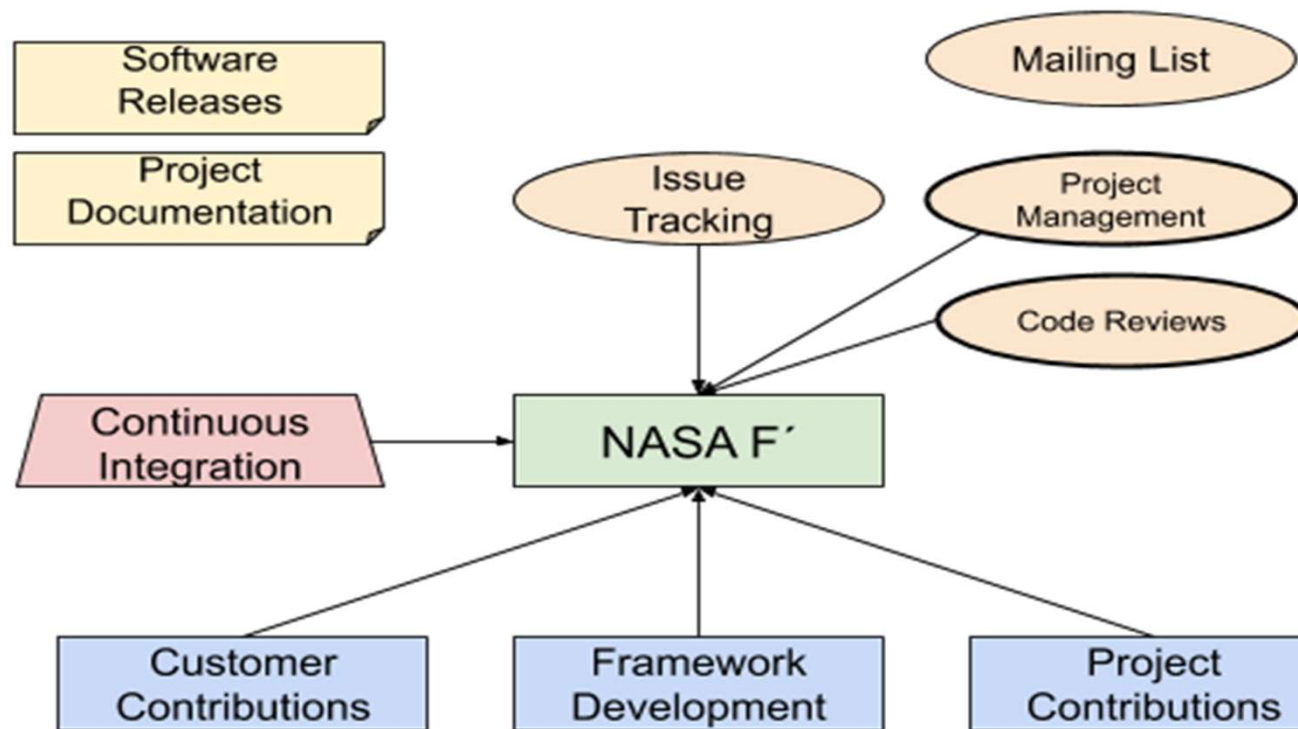 Software
Releases
Mailing List
Project
Documentation
Issue
Tracking
Project
Management
Code Reviews
Continuous
Integration
NASA F´
Customer
Contributions
Framework
Development
Project
Contributions